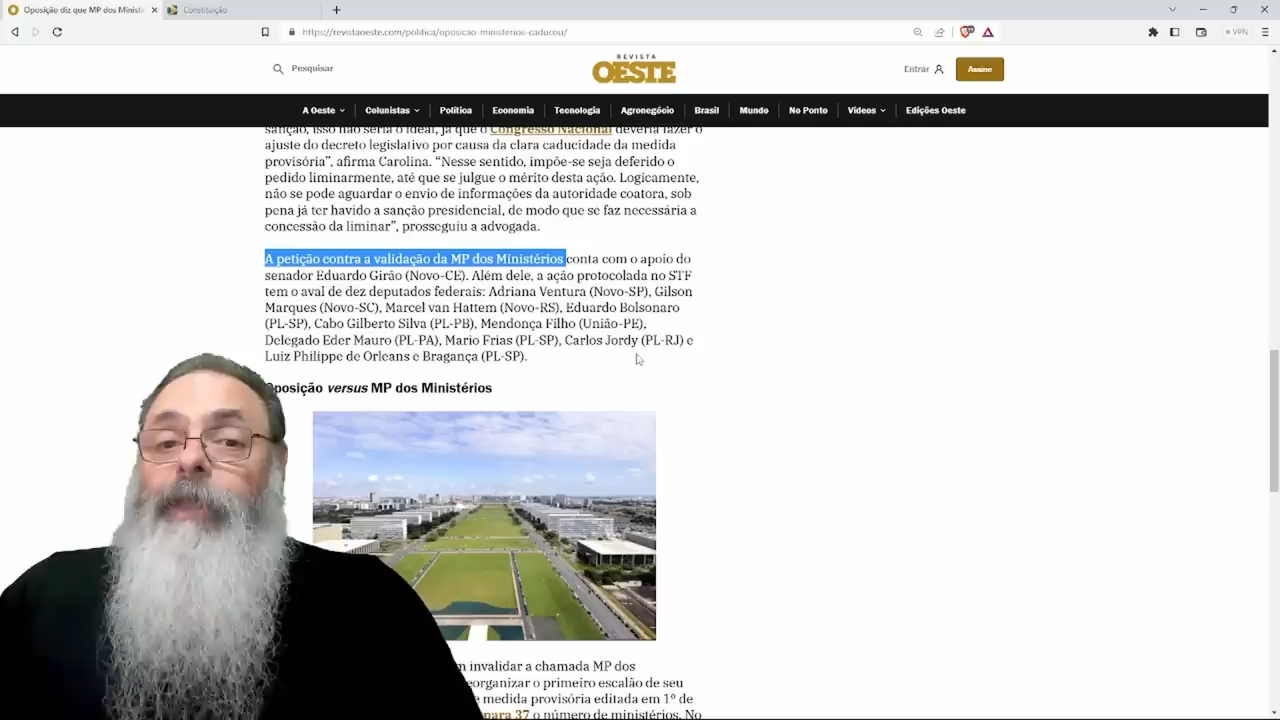 Oposição diz que MP dos Ministé
Constituição
https://revistaoeste.com/politica/oposicao-ministerios-caducou/
VPN
Pesquisar
REVISTA
OESTE
Entrar
Assine
A Oeste
Colunistas
Política
Economia
Tecnologia
Agronegócio
Brasil
Mundo
No Ponto
Vídeos
Edições Oeste
sanção, isso não seria o ideal, já que o Congresso Nacional deveria fazer o
ajuste do decreto legislativo por causa da clara caducidade da medida
provisória”, afirma Carolina. “Nesse sentido, impõe-se seja deferido o
pedido liminarmente, até que se julgue o mérito desta ação. Logicamente,
não se pode aguardar o envio de informações da autoridade coatora, sob
pena já ter havido a sanção presidencial, de modo que se faz necessária a
concessão da liminar”, prosseguiu a advogada.
A petição contra a validação da MP dos Ministérios conta com o apoio do
senador Eduardo Girão (Novo-CE). Além dele, a ação protocolada no STF
tem o aval de dez deputados federais: Adriana Ventura (Novo-SP), Gilson
Marques (Novo-SC), Marcel van Hattem (Novo-RS), Eduardo Bolsonaro
(PL-SP), Cabo Gilberto Silva (PL-PB), Mendonça Filho (União-PE),
Delegado Eder Mauro (PL-PA), Mario Frias (PL-SP), Carlos Jordy (PL-RJ) e
Luiz Philippe de Orleans e Bragança (PL-SP).
Oposição versus MP dos Ministérios
m invalidar a chamada MP dos
eorganizar o primeiro escalão de seu
e medida provisória editada em 1º de
para 37 o número de ministérios. No